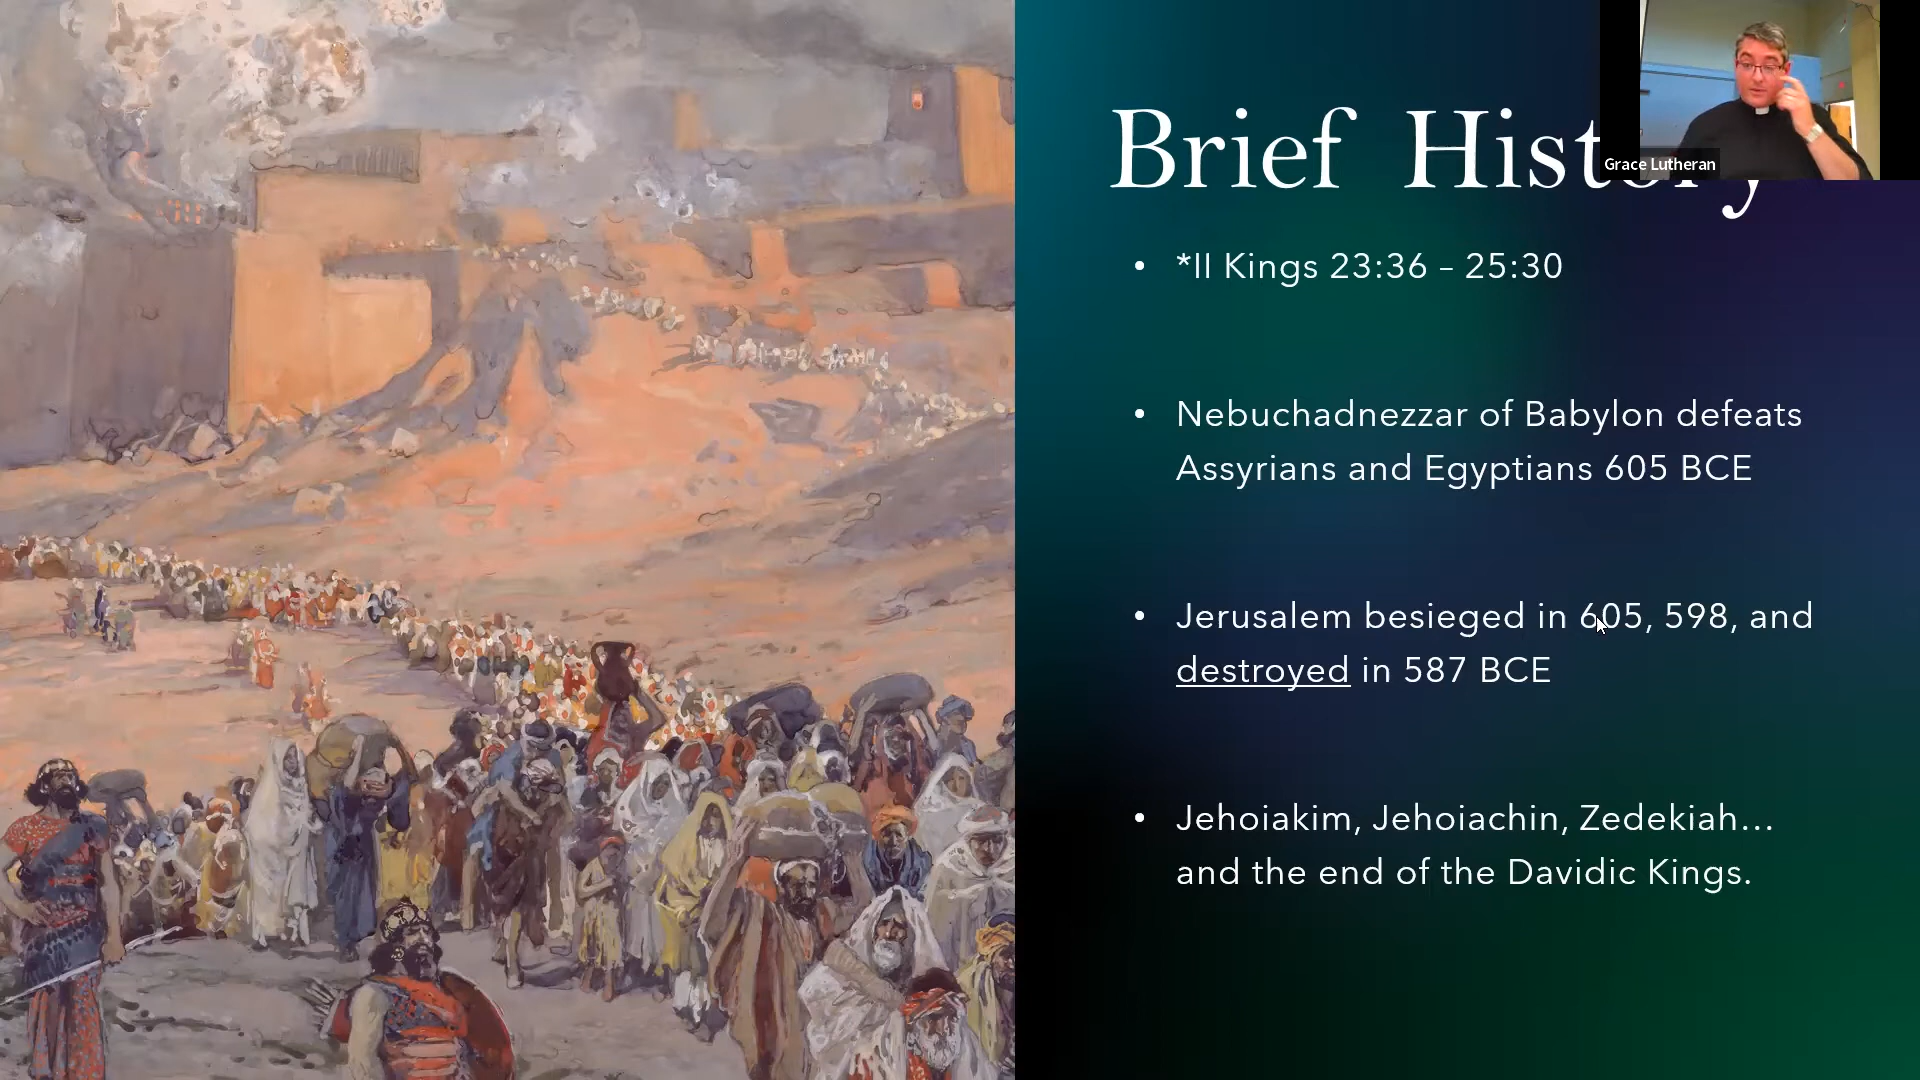 Brief History
Grace Lutheran
• *II Kings 23:36 – 25:30
• Nebuchadnezzar of Babylon defeats
Assyrians and Egyptians 605 BCE
• Jerusalem besieged in 605, 598, and
destroyed in 587 BCE
• Jehoiakim, Jehoiachin, Zedekiah…
and the end of the Davidic Kings.